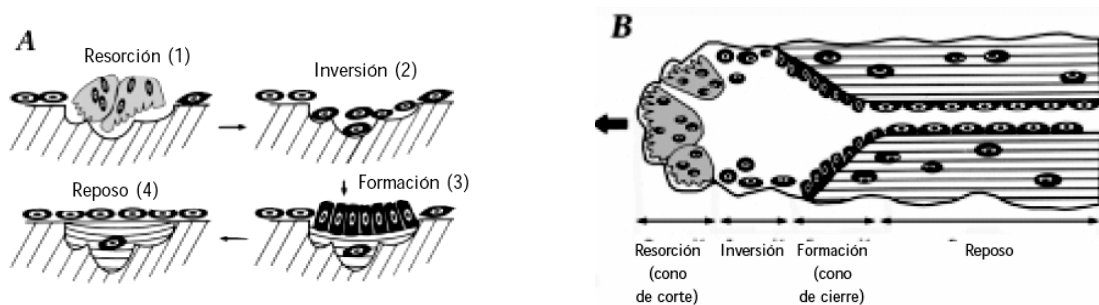 A
Resorción (1)
Inversión (2)
Reposo (4)
Formación (3)
B
Resorción Inversión Formación Reposo
(cono (cono
de corte) de cierre)